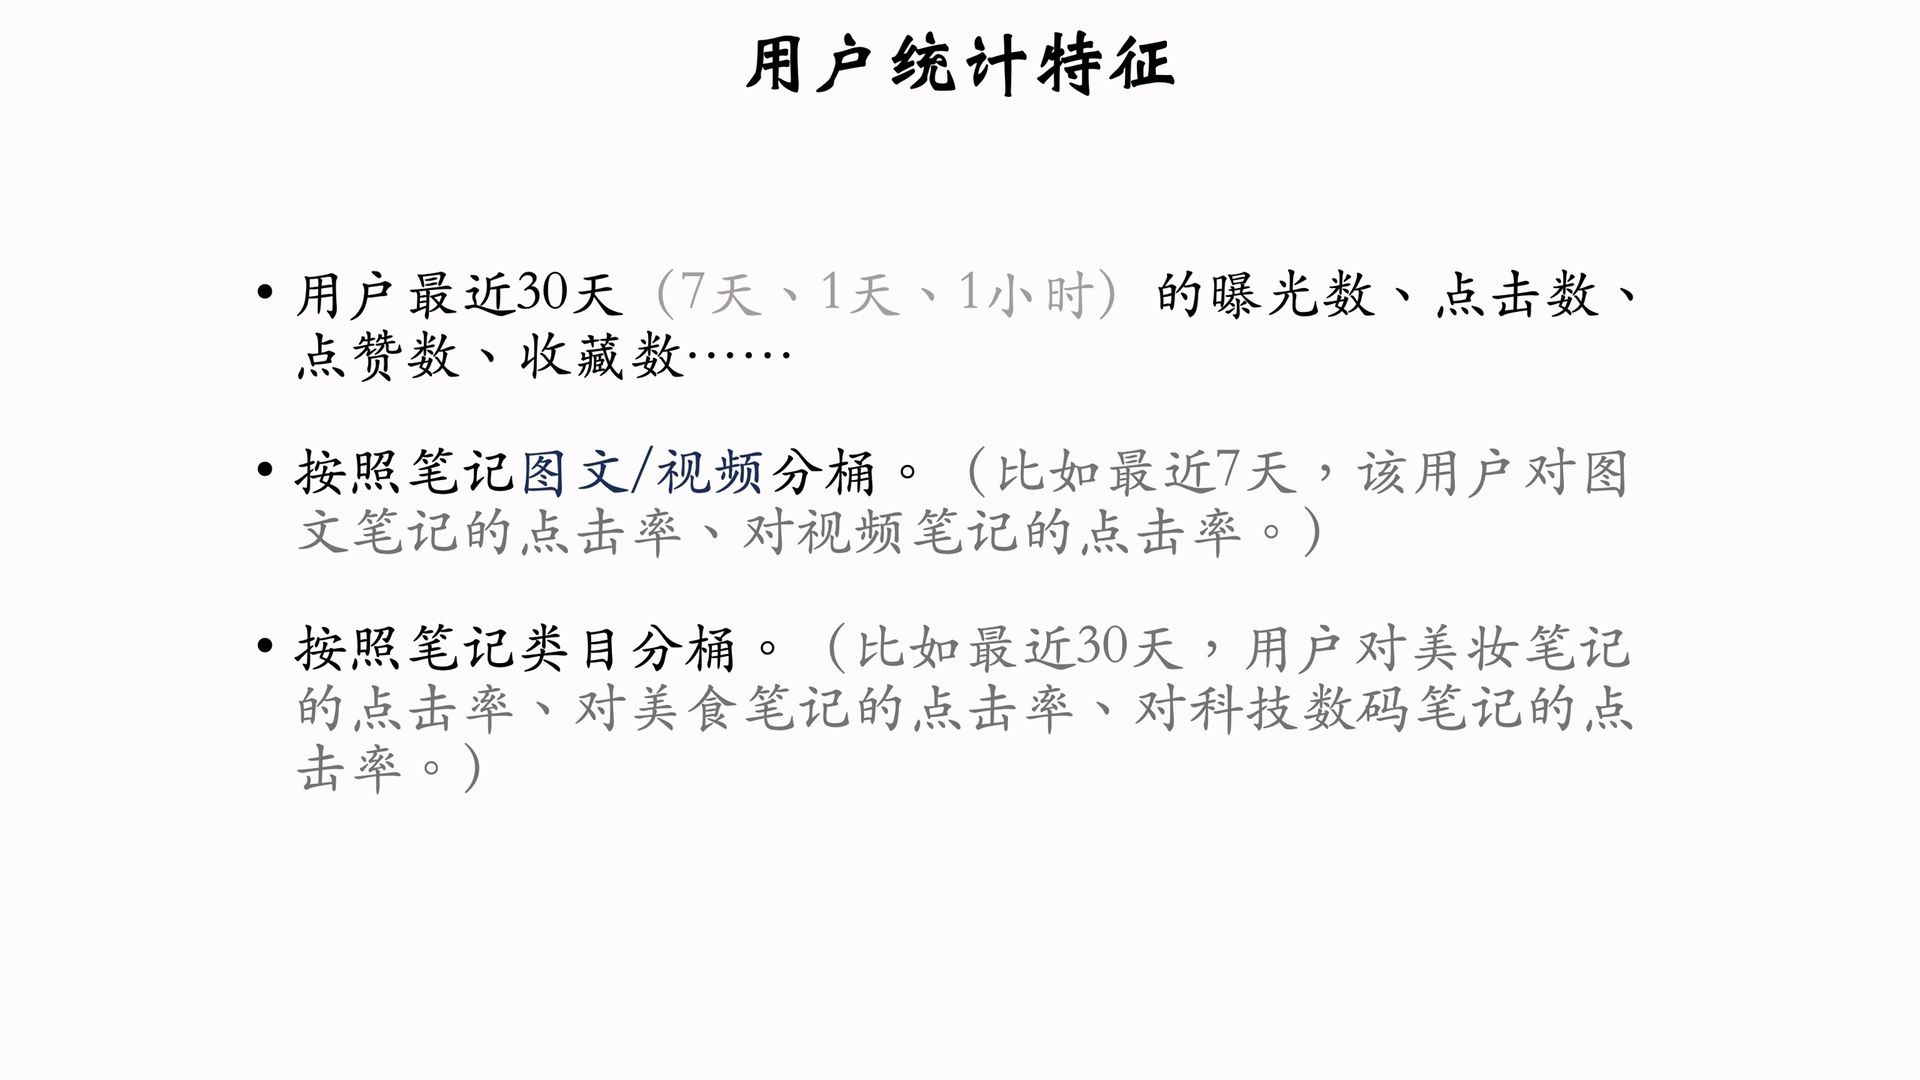 用户统计特征
• 用户最近30天（7天、1天、1小时）的曝光数、点击数、
点赞数、收藏数……
• 按照笔记图文/视频分桶。（比如最近7天，该用户对图
文笔记的点击率、对视频笔记的点击率。）
• 按照笔记类目分桶。（比如最近30天，用户对美妆笔记
的点击率、对美食笔记的点击率、对科技数码笔记的点
击率。）